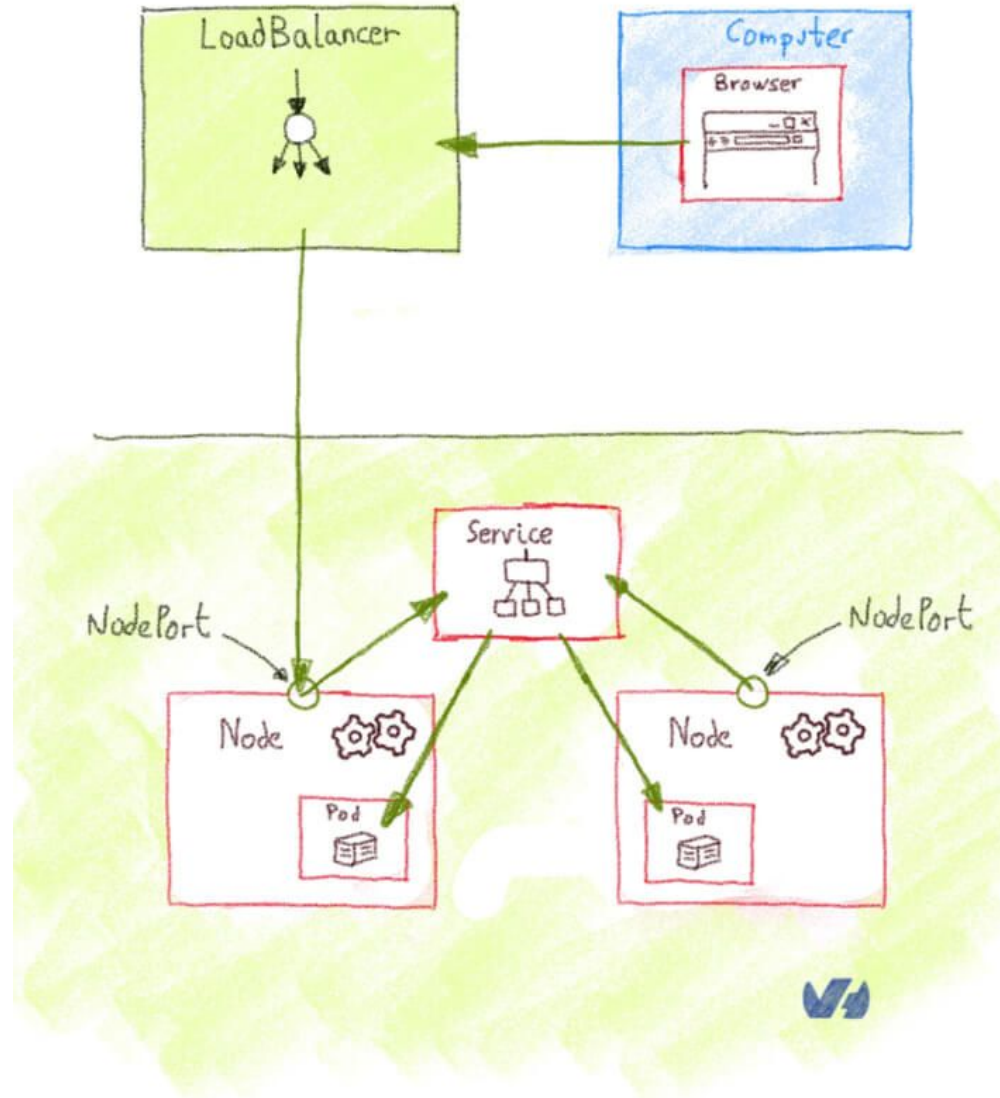 LoadBalancer
Computer
Browser
Service
NodePort
NodePort
Node
Node
Pod
Pod